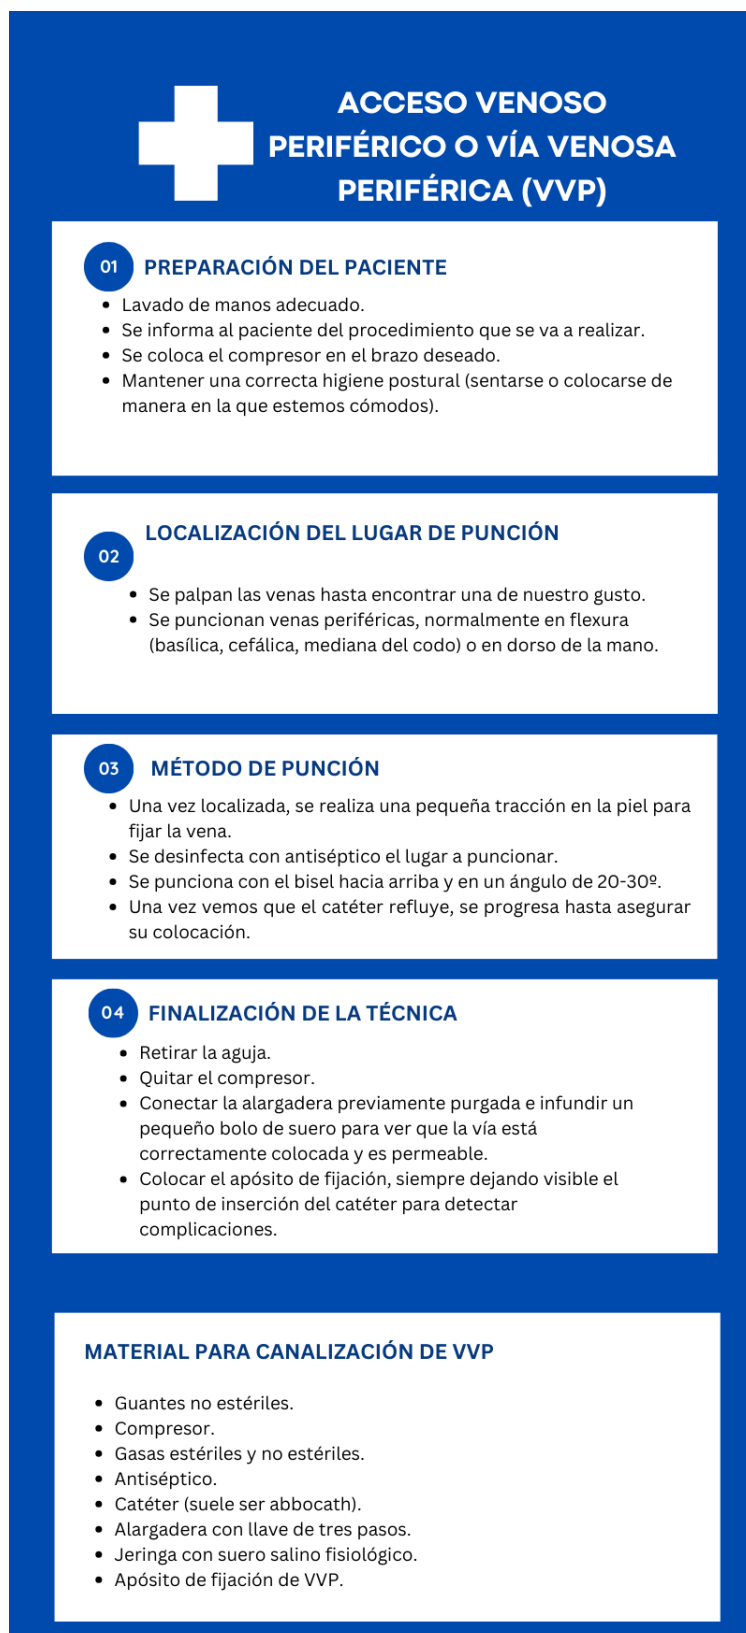 ACCESO VENOSO
PERIFÉRICO O VÍA VENOSA
PERIFÉRICA (VVP)
01 PREPARACIÓN DEL PACIENTE
• Lavado de manos adecuado.
• Se informa al paciente del procedimiento que se va a realizar.
• Se coloca el compresor en el brazo deseado.
• Mantener una correcta higiene postural (sentarse o colocarse de
manera en la que estemos cómodos).
LOCALIZACIÓN DEL LUGAR DE PUNCIÓN
02
• Se palpan las venas hasta encontrar una de nuestro gusto.
• Se puncionan venas periféricas, normalmente en flexura
(basílica, cefálica, mediana del codo) o en dorso de la mano.
03 MÉTODO DE PUNCIÓN
• Una vez localizada, se realiza una pequeña tracción en la piel para
fijar la vena.
• Se desinfecta con antiséptico el lugar a puncionar.
• Se punciona con el bisel hacia arriba y en un ángulo de 20-30º.
• Una vez vemos que el catéter refluye, se progresa hasta asegurar
su colocación.
04 FINALIZACIÓN DE LA TÉCNICA
• Retirar la aguja.
• Quitar el compresor.
• Conectar la alargadera previamente purgada e infundir un
pequeño bolo de suero para ver que la vía está
correctamente colocada y es permeable.
• Colocar el apósito de fijación, siempre dejando visible el
punto de inserción del catéter para detectar
complicaciones.
MATERIAL PARA CANALIZACIÓN DE VVP
• Guantes no estériles.
• Compresor.
• Gasas estériles y no estériles.
• Antiséptico.
• Catéter (suele ser abbocath).
• Alargadera con llave de tres pasos.
• Jeringa con suero salino fisiológico.
• Apósito de fijación de VVP.